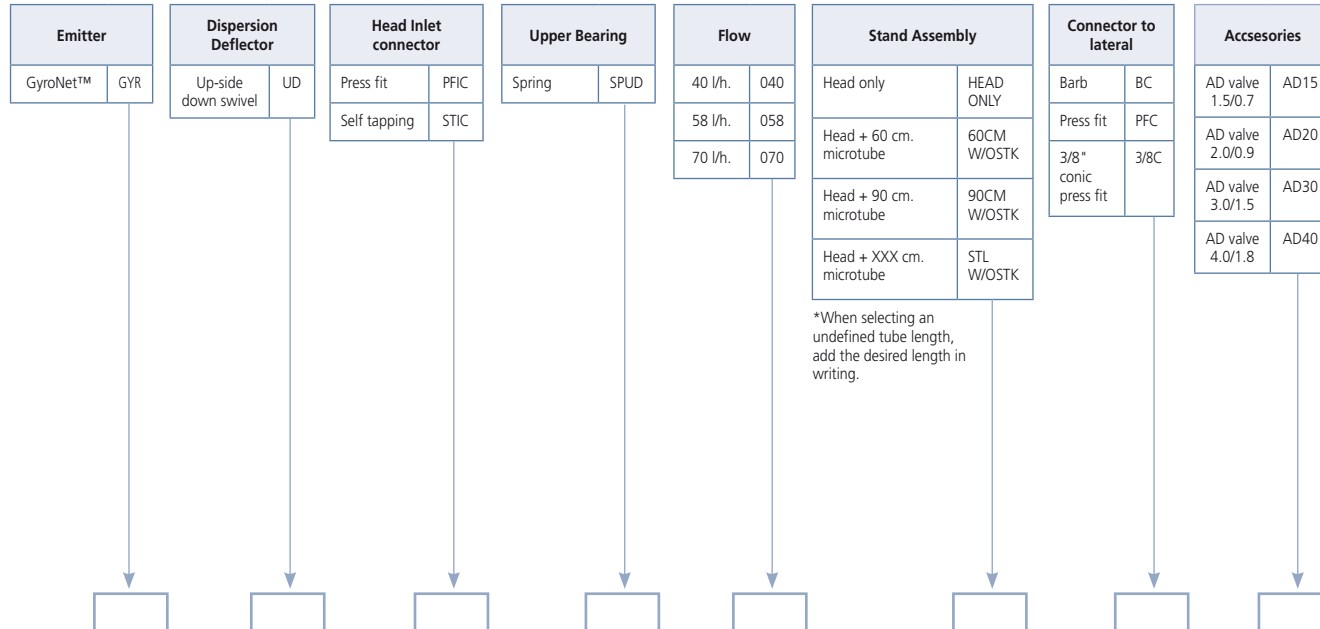 Emitter
GyroNet™ GYR
Dispersion
Deflector
Up-side
down swivel
UD
Head Inlet
connector
Press fit PFIC
Self tapping STIC
Upper Bearing
Spring SPUD
Flow
40 l/h. 040
58 l/h. 058
70 l/h. 070
Stand Assembly
Head only
HEAD
ONLY
Head + 60 cm.
microtube
60CM
W/OSTK
Head + 90 cm.
microtube
90CM
W/OSTK
Head + XXX cm.
microtube
STL
W/OSTK
*When selecting an
undefined tube length,
add the desired length in
writing.
Connector to
lateral
Barb BC
Press fit PFC
3/8"
conic
press fit
3/8C
Accsesories
AD valve
1.5/0.7
AD15
AD valve
2.0/0.9
AD20
AD valve
3.0/1.5
AD30
AD valve
4.0/1.8
AD40